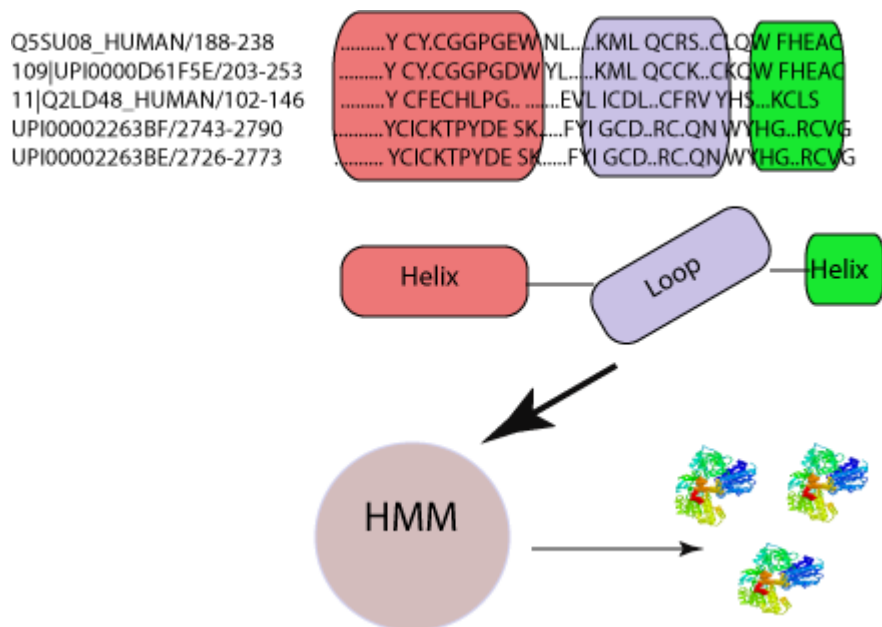 Q5SU08_HUMAN/188-238 .........Y CY.CGGPGEW NL.....KML QCRS..CLQW FHEAC
109|UPI0000D61F5E/203-253 .........Y CY.CGGPGDW YL.....KML QCCK..CKQW FHEAC
11|Q2LD48_HUMAN/102-146 .........Y CFECHLPG.. .......EVL ICDL..CFRV YHS...KCLS
UPI00002263BF/2743-2790 .......... YCICKTPYDE SK.....FYI GCD..RC.QN WYHG..RCVG
UPI00002263BE/2726-2773 .......... YCICKTPYDE SK.....FYI GCD..RC.QN WYHG..RCVG
Helix
Loop
Helix
HMM